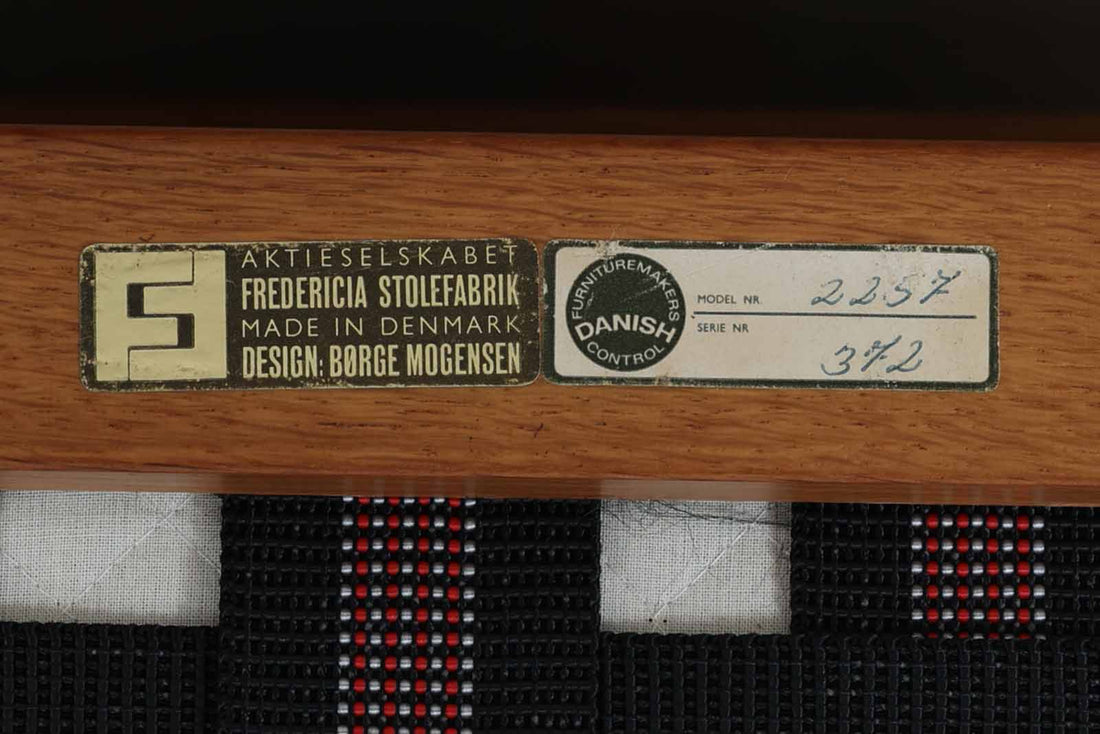 AKTIESELSKABET
FREDERICIA STOLEFABRIK
MADE IN DENMARK
DESIGN: BØRGE MOGENSEN
FURNITUREMAKERS
DANISH
CONTROL
MODEL NR. 2257
SERIE NR 372